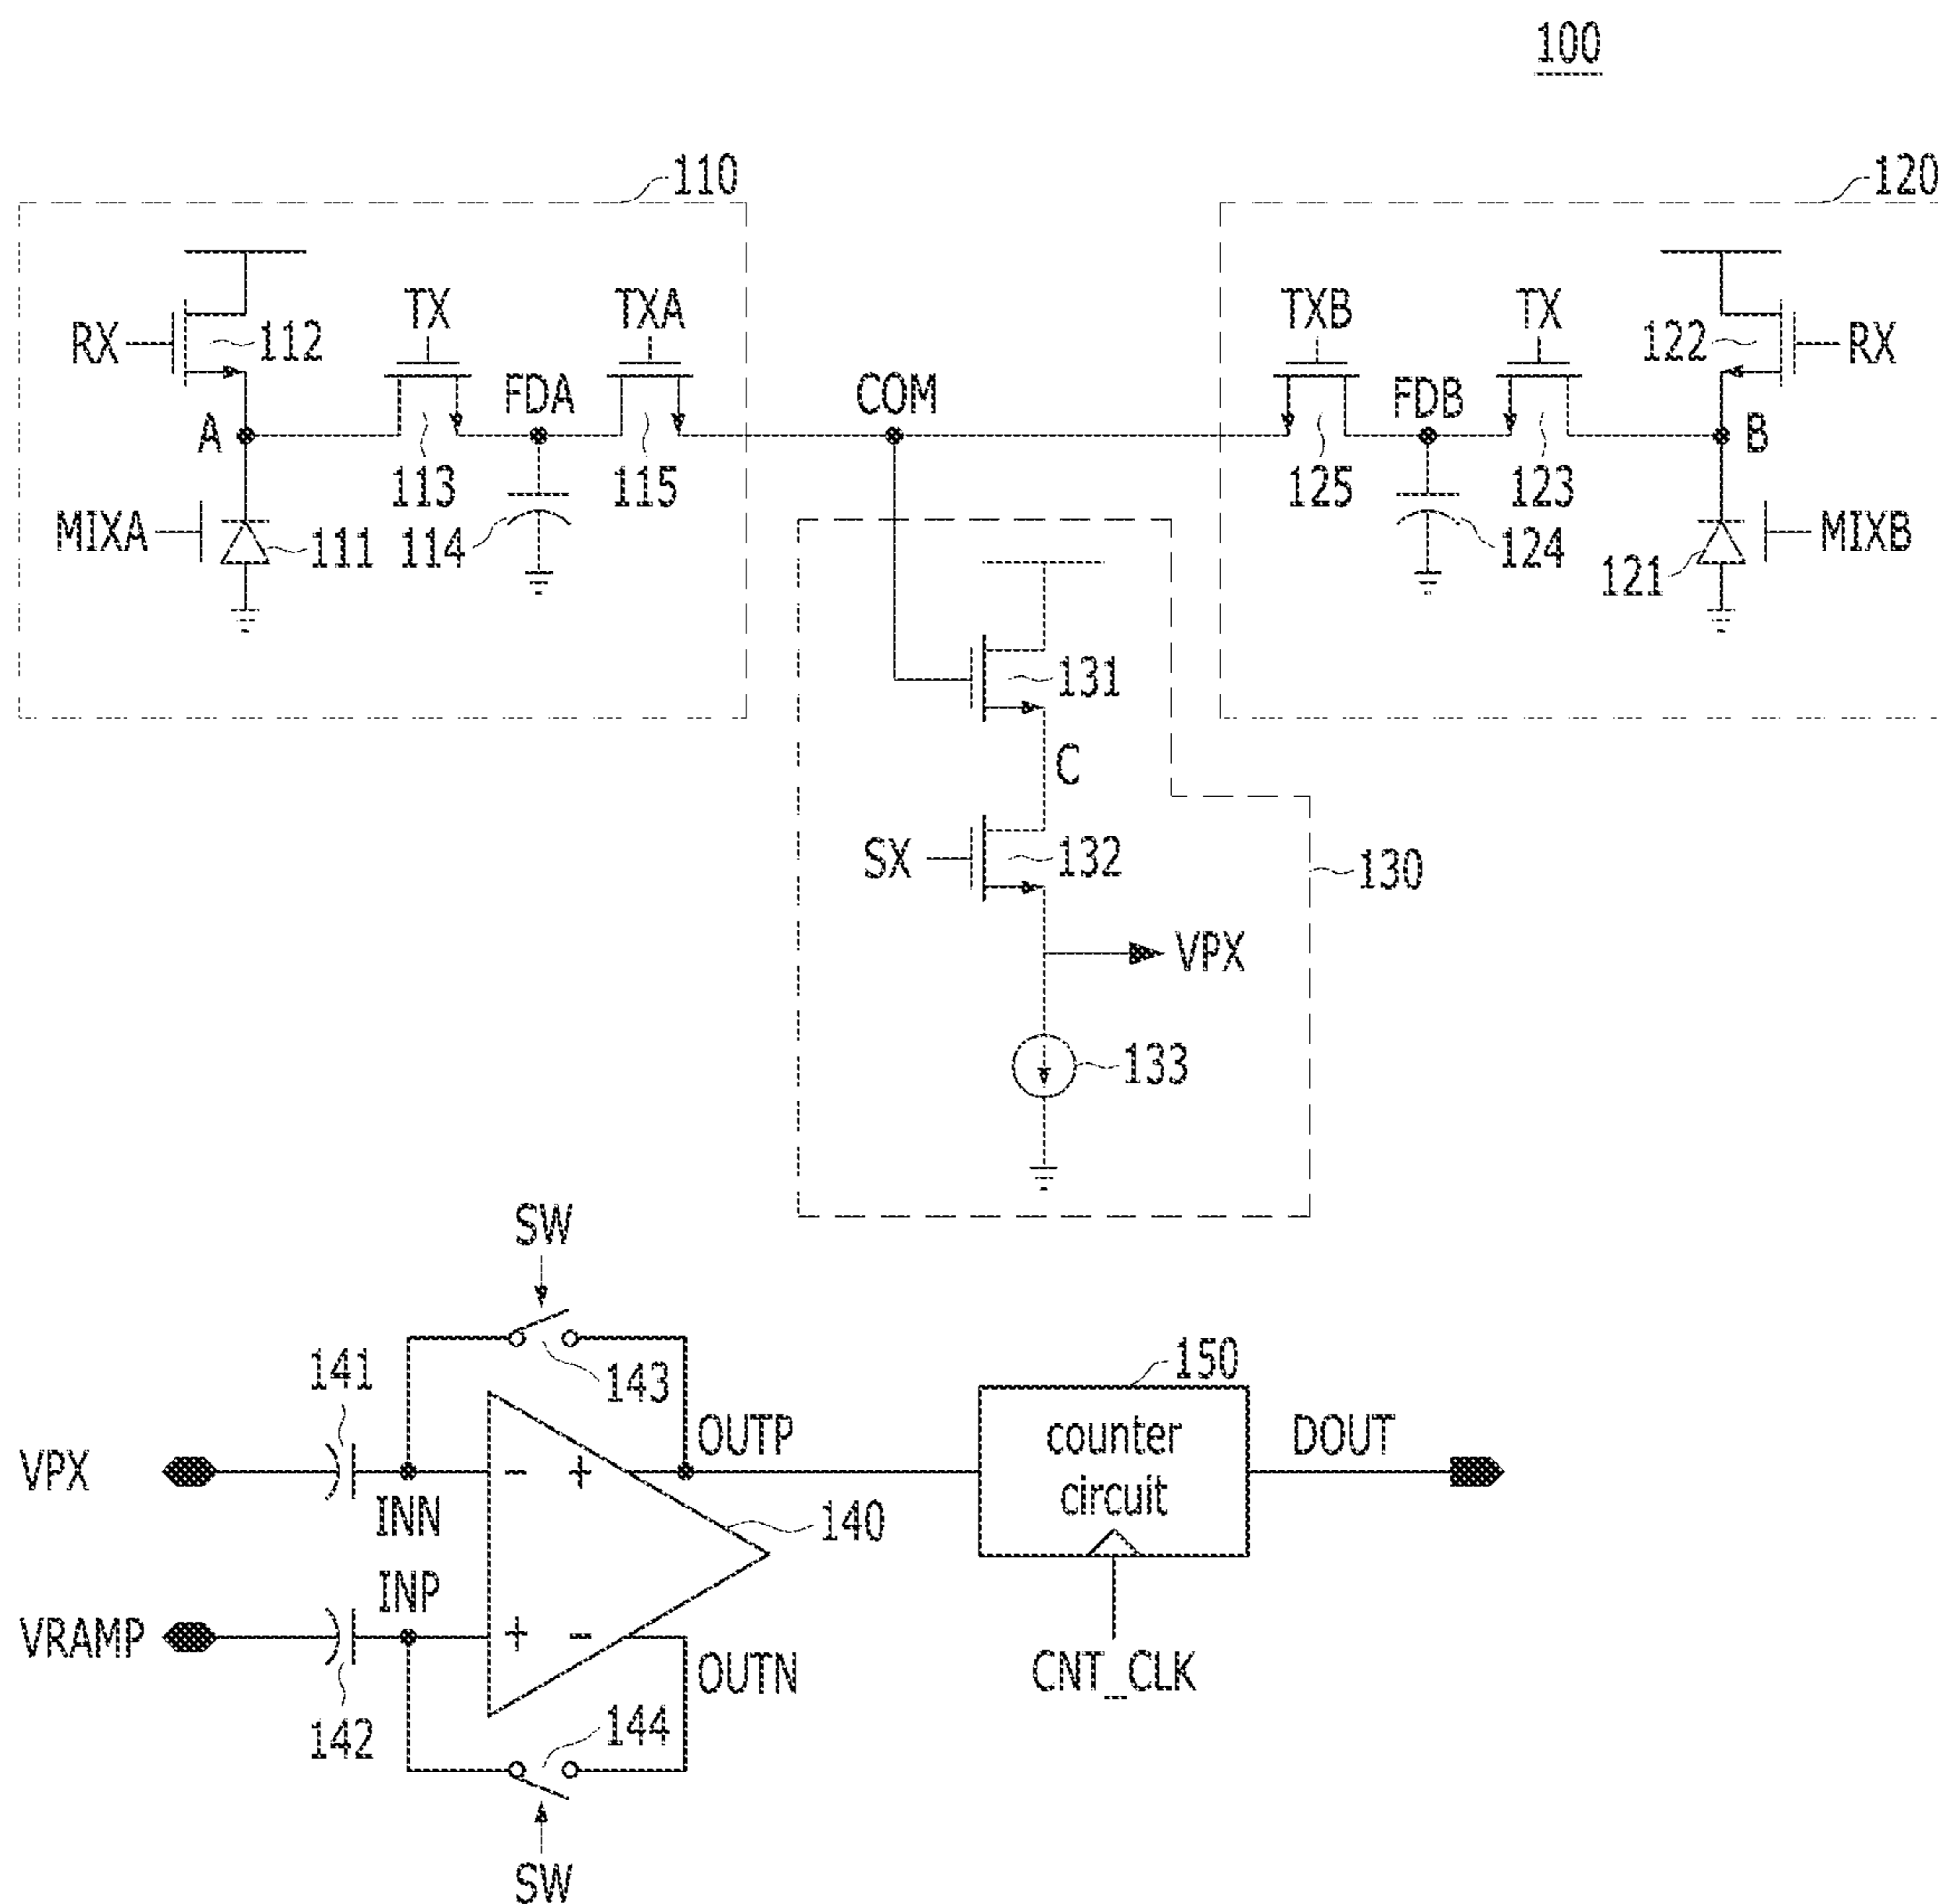 100
110
120
RX
112
TX
TXA
TXB
TX
122
RX
A
FDA
COM
FDB
B
113
115
125
123
MIXA
111
114
124
121
MIXB
131
C
SX
132
130
VPX
133
SW
141
143
150
VPX
INN
- +
OUTP
counter
circuit
DOUT
140
INP
VRAMP
+ -
OUTN
CNT_CLK
142
144
SW